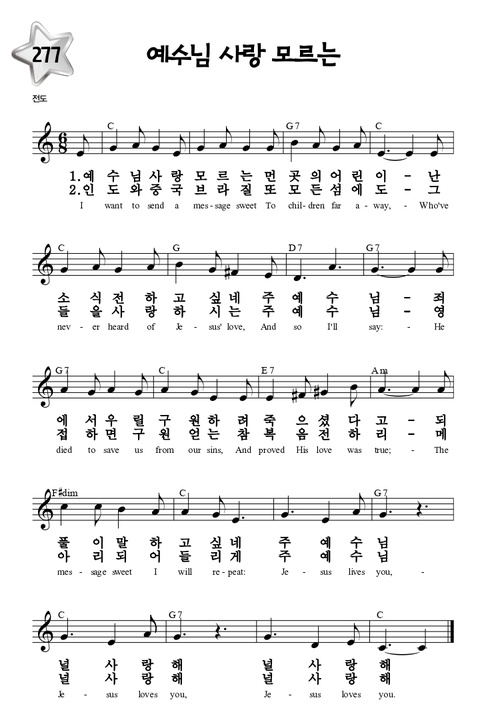 277
예수님 사랑 모르는
전도
C G7 C
1.예 수 님 사 랑 모 르 는 먼 곳 의 어 린 이 - 난
2.인 도 와 중 국 브 라 질 또 모 든 섬 에 도 - 그
I want to send a mes-sage sweet To chil-dren far a-way,- Who've
C G D7 G7
소 식 전 하 고 싶 네 주 예 수 님 - 죄
들 을 사 랑 하 시 는 주 예 수 님 - 영
nev-er heard of Je-sus' love, And so I'll say:- He
G7 C E7 Am
에 서 우 릴 구 원 하 려 죽 으 셨 다 고 - 되
접 하 면 구 원 얻 는 참 복 음 전 하 리 - 메
died to save us from our sins, And proved His love was true;- The
F#dim C G7
풀 이 말 하 고 싶 네 주 예 수 님
아 리 되 어 들 리 게 주 예 수 님
mes-sage sweet I will re-peat: Je-sus lives you, -
C G7 C
널 사 랑 해 널 사 랑 해
널 사 랑 해 널 사 랑 해
Je-sus loves you, Je-sus loves you.